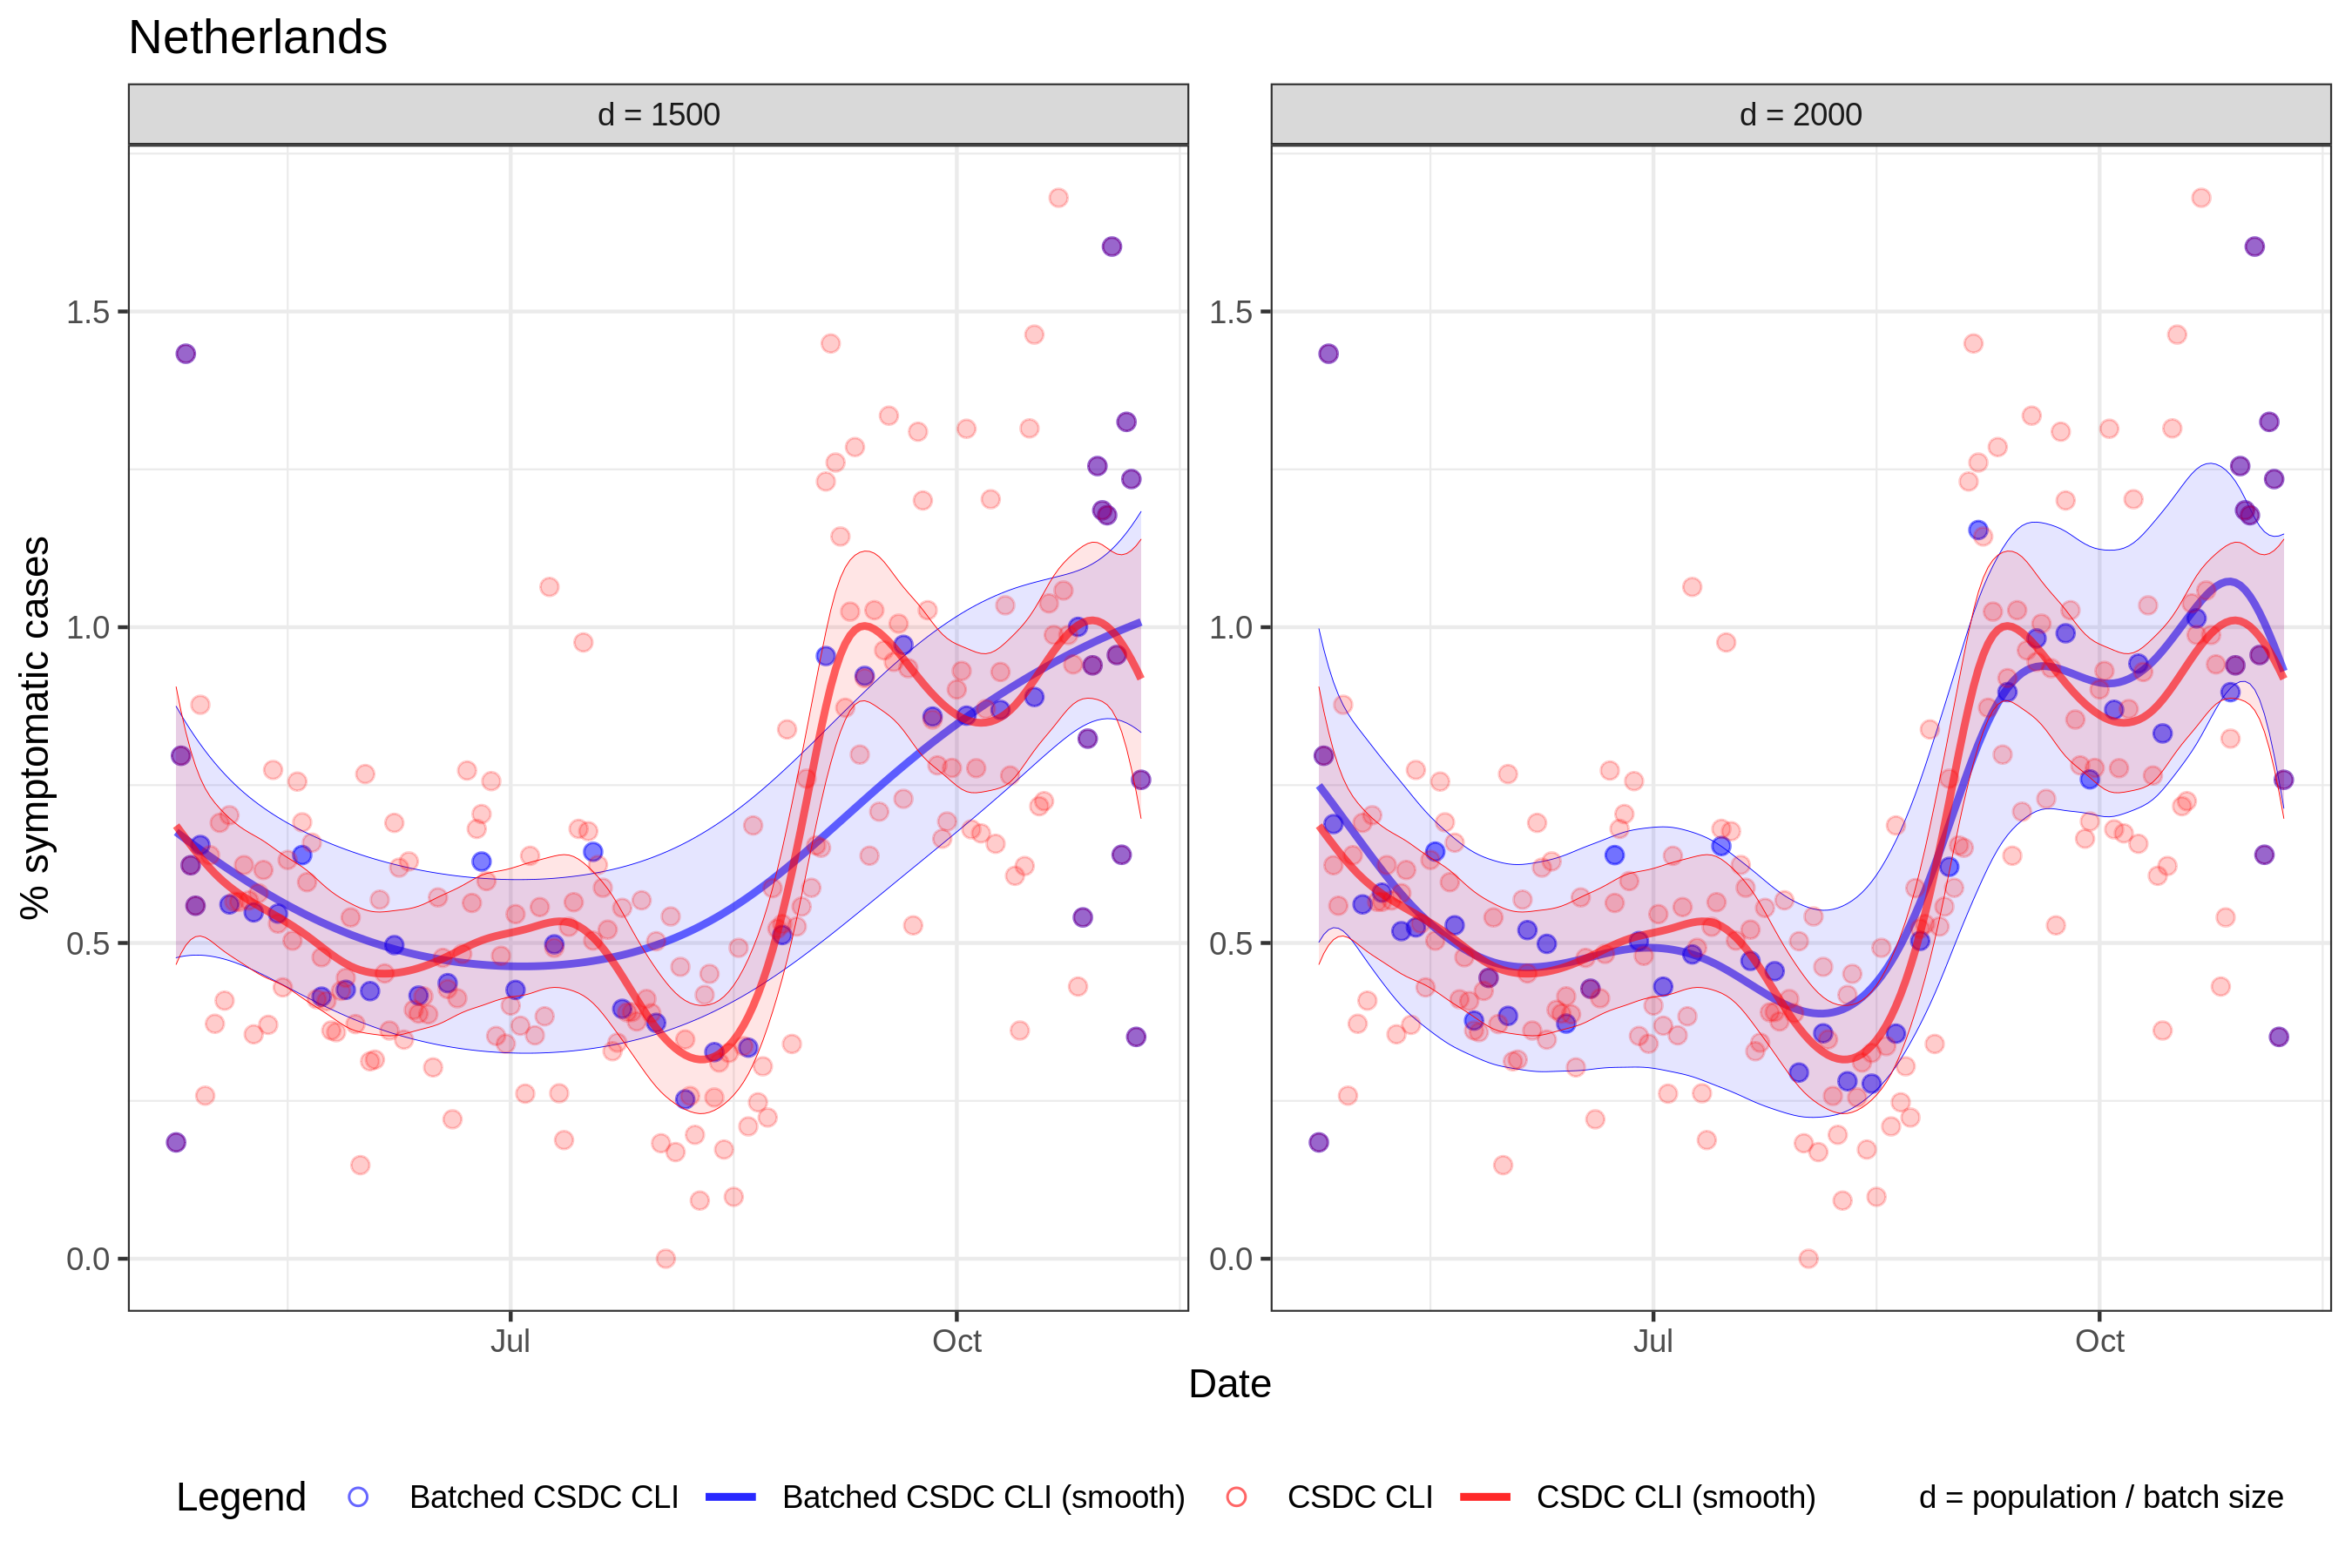 Netherlands
d = 1500
d = 2000
% symptomatic cases
1.5
1.0
0.5
0.0
1.5
1.0
0.5
0.0
Jul
Oct
Jul
Oct
Date
Legend Batched CSDC CLI Batched CSDC CLI (smooth) CSDC CLI CSDC CLI (smooth) d = population / batch size